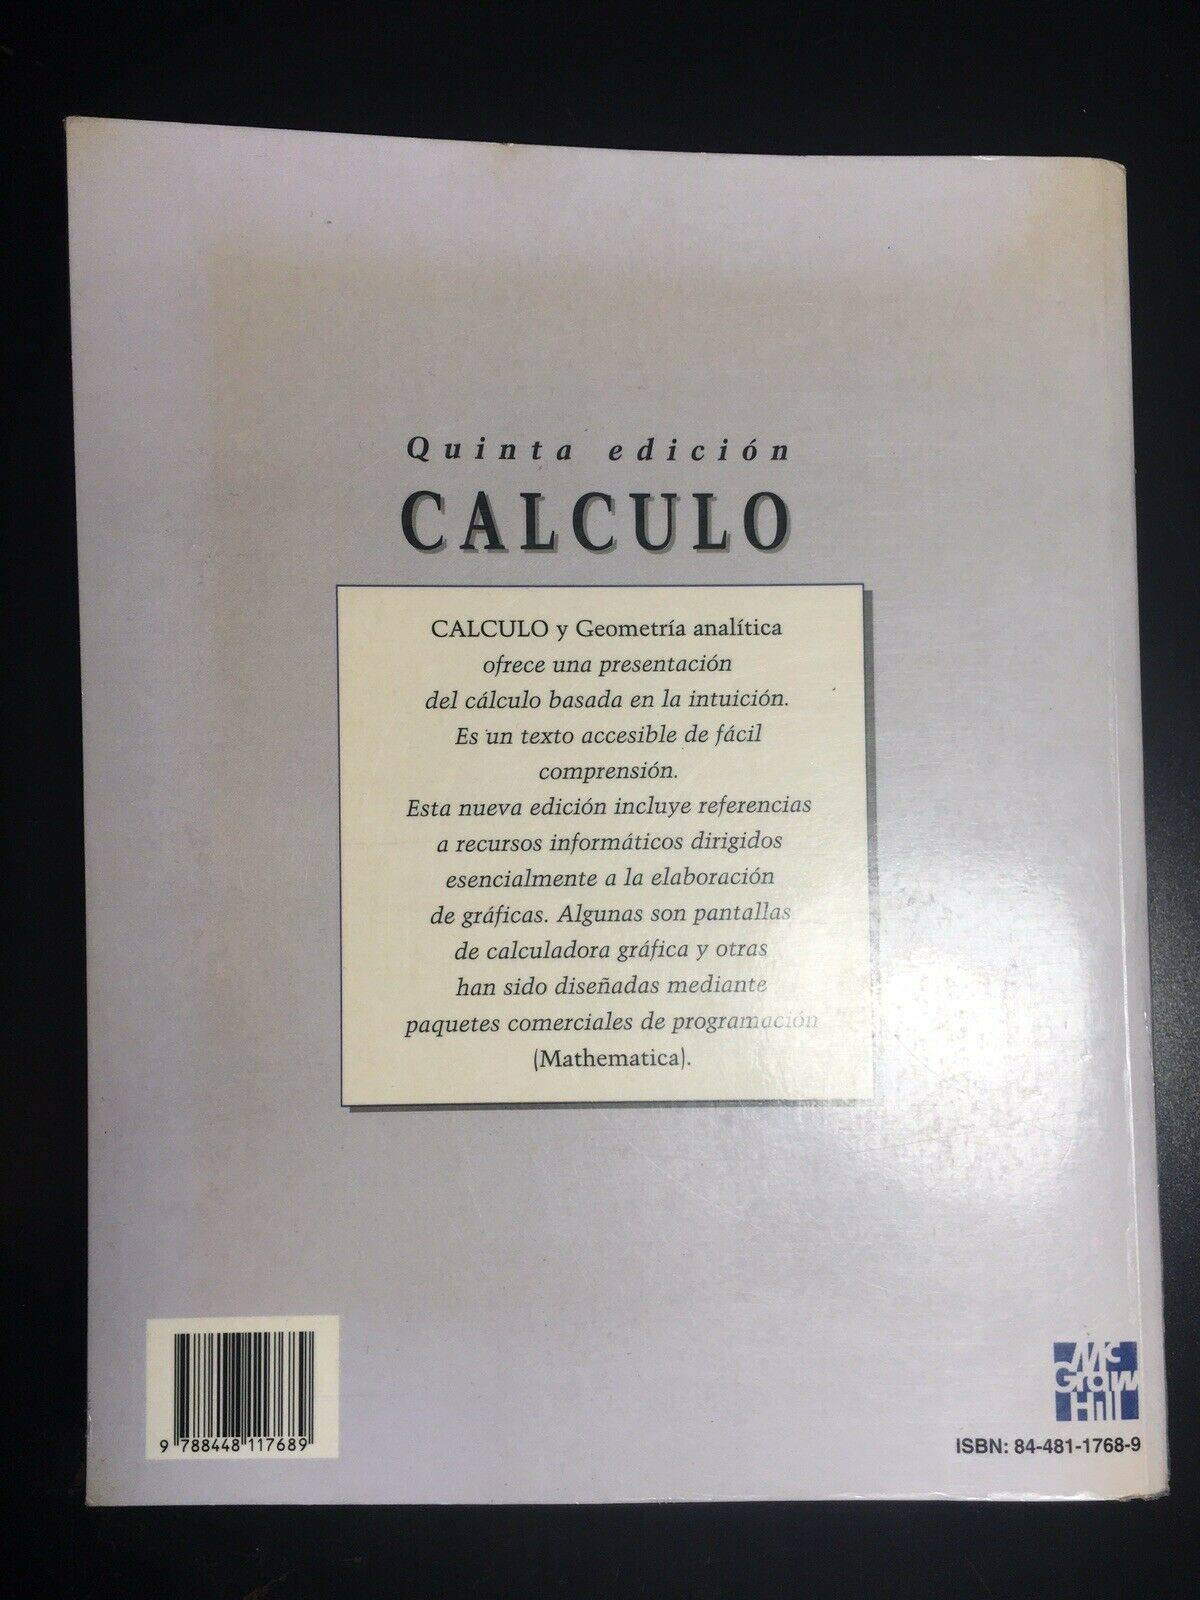 Quinta edición
CALCULO
CALCULO y Geometría analítica
ofrece una presentación
del cálculo basada en la intuición.
Es un texto accesible de fácil
comprensión.
Esta nueva edición incluye referencias
a recursos informáticos dirigidos
esencialmente a la elaboración
de gráficas. Algunas son pantallas
de calculadora gráfica y otras
han sido diseñadas mediante
paquetes comerciales de programación
(Mathematica).
Mc
Graw
Hill
9 788448 117689
ISBN: 84-481-1768-9